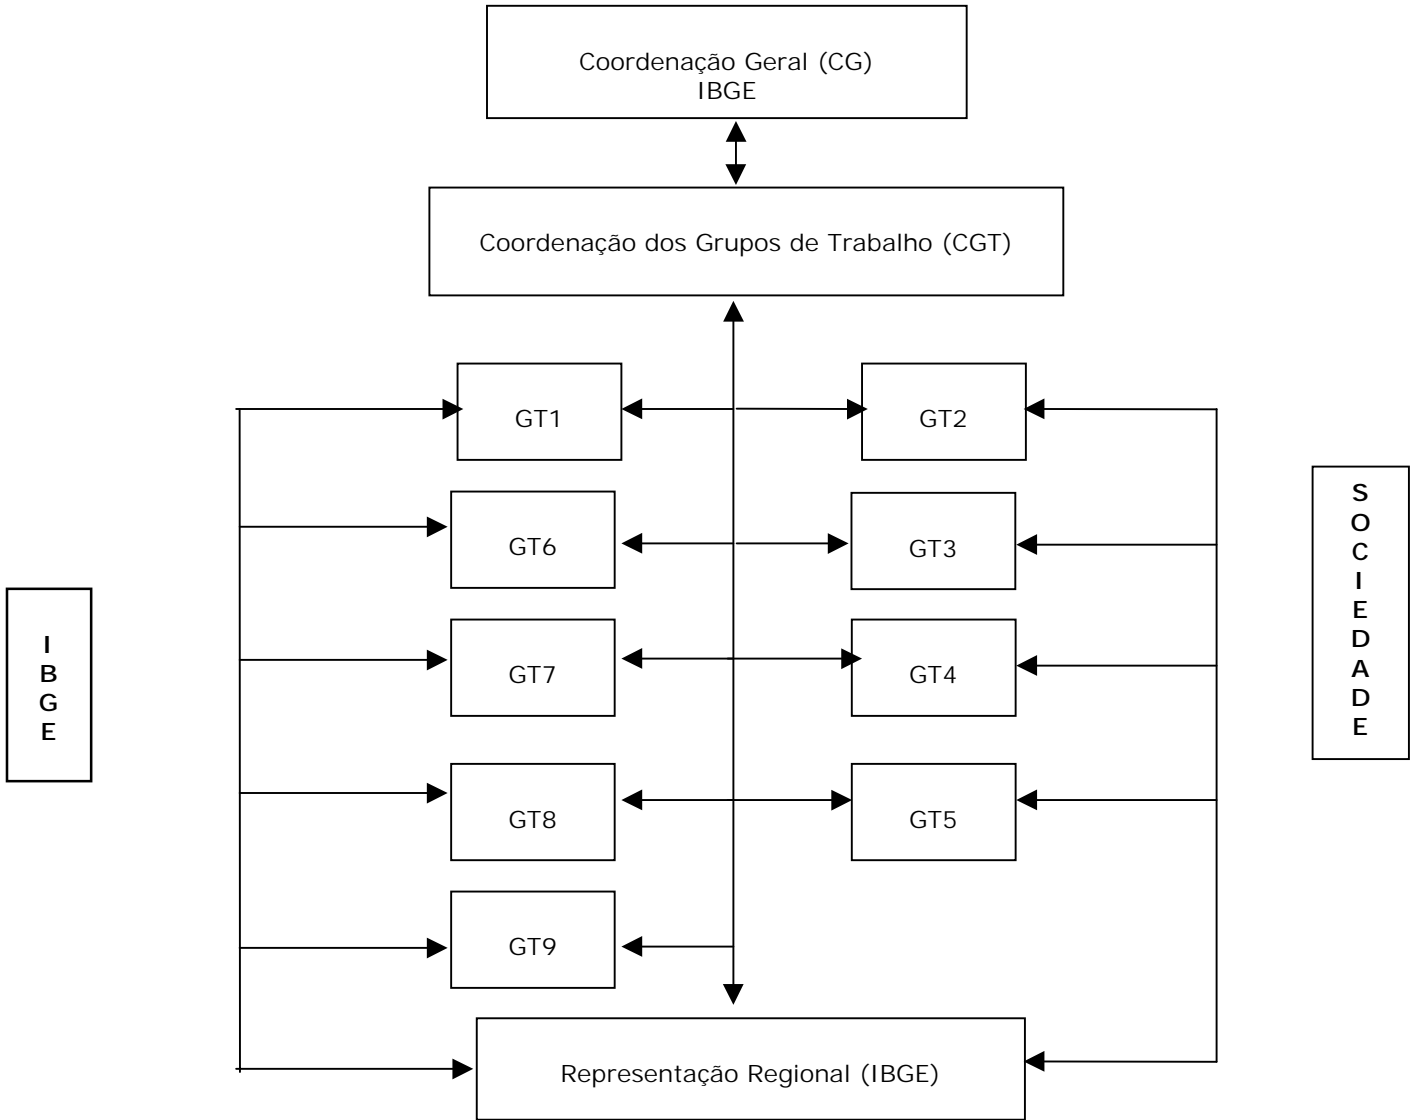 Coordenação Geral (CG)
IBGE
Coordenação dos Grupos de Trabalho (CGT)
GT1
GT2
GT6
GT3
GT7
GT4
GT8
GT5
GT9
Representação Regional (IBGE)
I
B
G
E
S
O
C
I
E
D
A
D
E